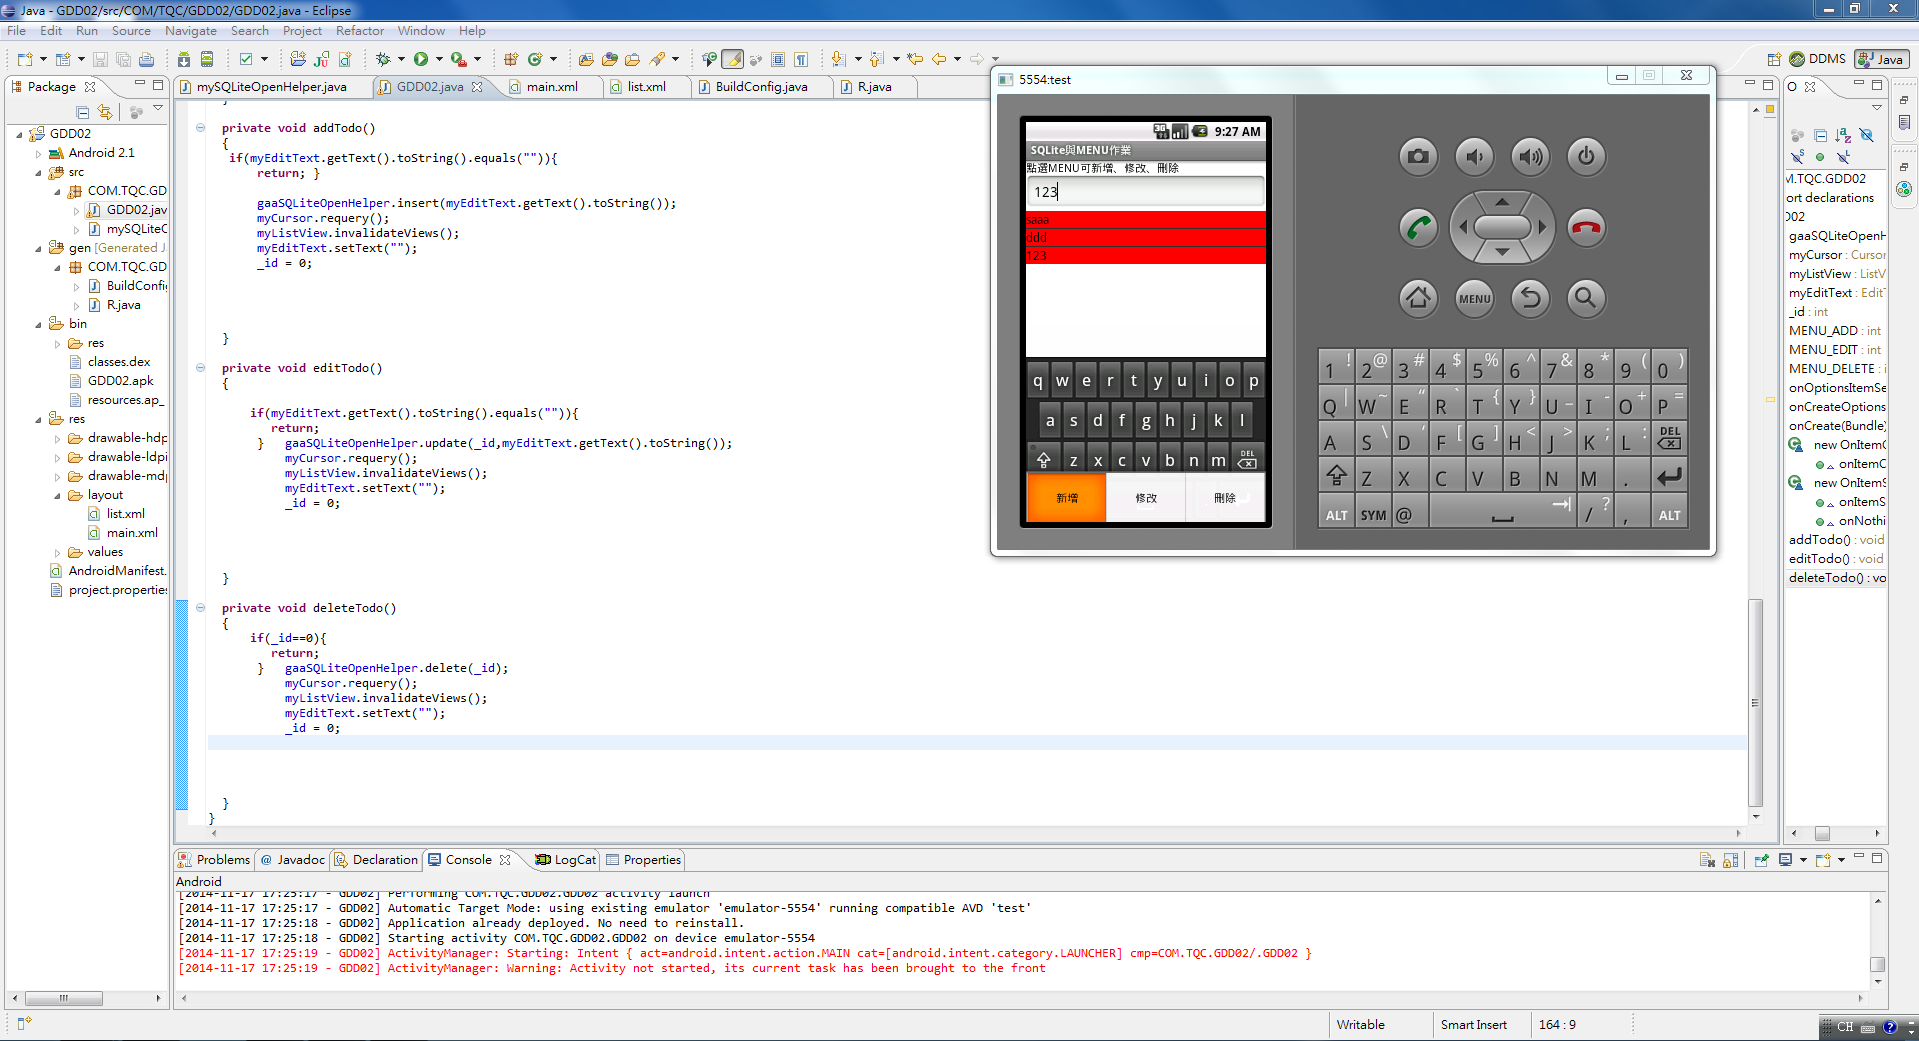 Java - GDD02/src/COM/TQC/GDD02/GDD02.java - Eclipse
File Edit Run Source Navigate Search Project Refactor Window Help
DDMS Java
Package
mySQLiteOpenHelper.java GDD02.java main.xml list.xml BuildConfig.java R.java
GDD02
Android 2.1
src
COM.TQC.GD
GDD02.jav
mySQLiteC
gen [Generated J
COM.TQC.GD
BuildConfi
R.java
bin
res
classes.dex
GDD02.apk
resources.ap_
res
drawable-hdp
drawable-ldpi
drawable-mdp
layout
list.xml
main.xml
values
AndroidManifest.
project.propertie
}
private void addTodo()
{
if(myEditText.getText().toString().equals("")){
return; }
gaaSQLiteOpenHelper.insert(myEditText.getText().toString());
myCursor.requery();
myListView.invalidateViews();
myEditText.setText("");
_id = 0;
}
private void editTodo()
{
if(myEditText.getText().toString().equals("")){
return;
} gaaSQLiteOpenHelper.update(_id,myEditText.getText().toString());
myCursor.requery();
myListView.invalidateViews();
myEditText.setText("");
_id = 0;
}
private void deleteTodo()
{
if(_id==0){
return;
} gaaSQLiteOpenHelper.delete(_id);
myCursor.requery();
myListView.invalidateViews();
myEditText.setText("");
_id = 0;
}
}
5554:test
3G 9:27 AM
SQLite與MENU作業
點選MENU可新增、修改、刪除
123
saaa
ddd
123
q w e r t y u i o p
a s d f g h j k l
z x c v b n m DEL
新增 修改 刪除
MENU
1 ! 2 @ 3 # 4 $ 5 % 6 ^ 7 & 8 * 9 ( 0 )
Q | W ~ E " R ` T { Y } U _ I - O + P =
A S \ D ' F [ G ] H < J > K ; L : DEL
Z X C V B N M .
ALT SYM @ / ? , ALT
O
M.TQC.GDD02
ort declarations
D02
gaaSQLiteOpenH
myCursor : Cursor
myListView : ListV
myEditText : EditT
_id : int
MENU_ADD : int
MENU_EDIT : int
MENU_DELETE : i
onOptionsItemSe
onCreateOptions
onCreate(Bundle)
new OnItemC
onItemC
new OnItemS
onItemS
onNothi
addTodo() : void
editTodo() : void
deleteTodo() : vo
Problems @ Javadoc Declaration Console LogCat Properties
Android
[2014-11-17 17:25:17 - GDD02] Performing COM.TQC.GDD02.GDD02 activity launch
[2014-11-17 17:25:17 - GDD02] Automatic Target Mode: using existing emulator 'emulator-5554' running compatible AVD 'test'
[2014-11-17 17:25:18 - GDD02] Application already deployed. No need to reinstall.
[2014-11-17 17:25:18 - GDD02] Starting activity COM.TQC.GDD02.GDD02 on device emulator-5554
[2014-11-17 17:25:19 - GDD02] ActivityManager: Starting: Intent { act=android.intent.action.MAIN cat=[android.intent.category.LAUNCHER] cmp=COM.TQC.GDD02/.GDD02 }
[2014-11-17 17:25:19 - GDD02] ActivityManager: Warning: Activity not started, its current task has been brought to the front
Writable Smart Insert 164 : 9
CH